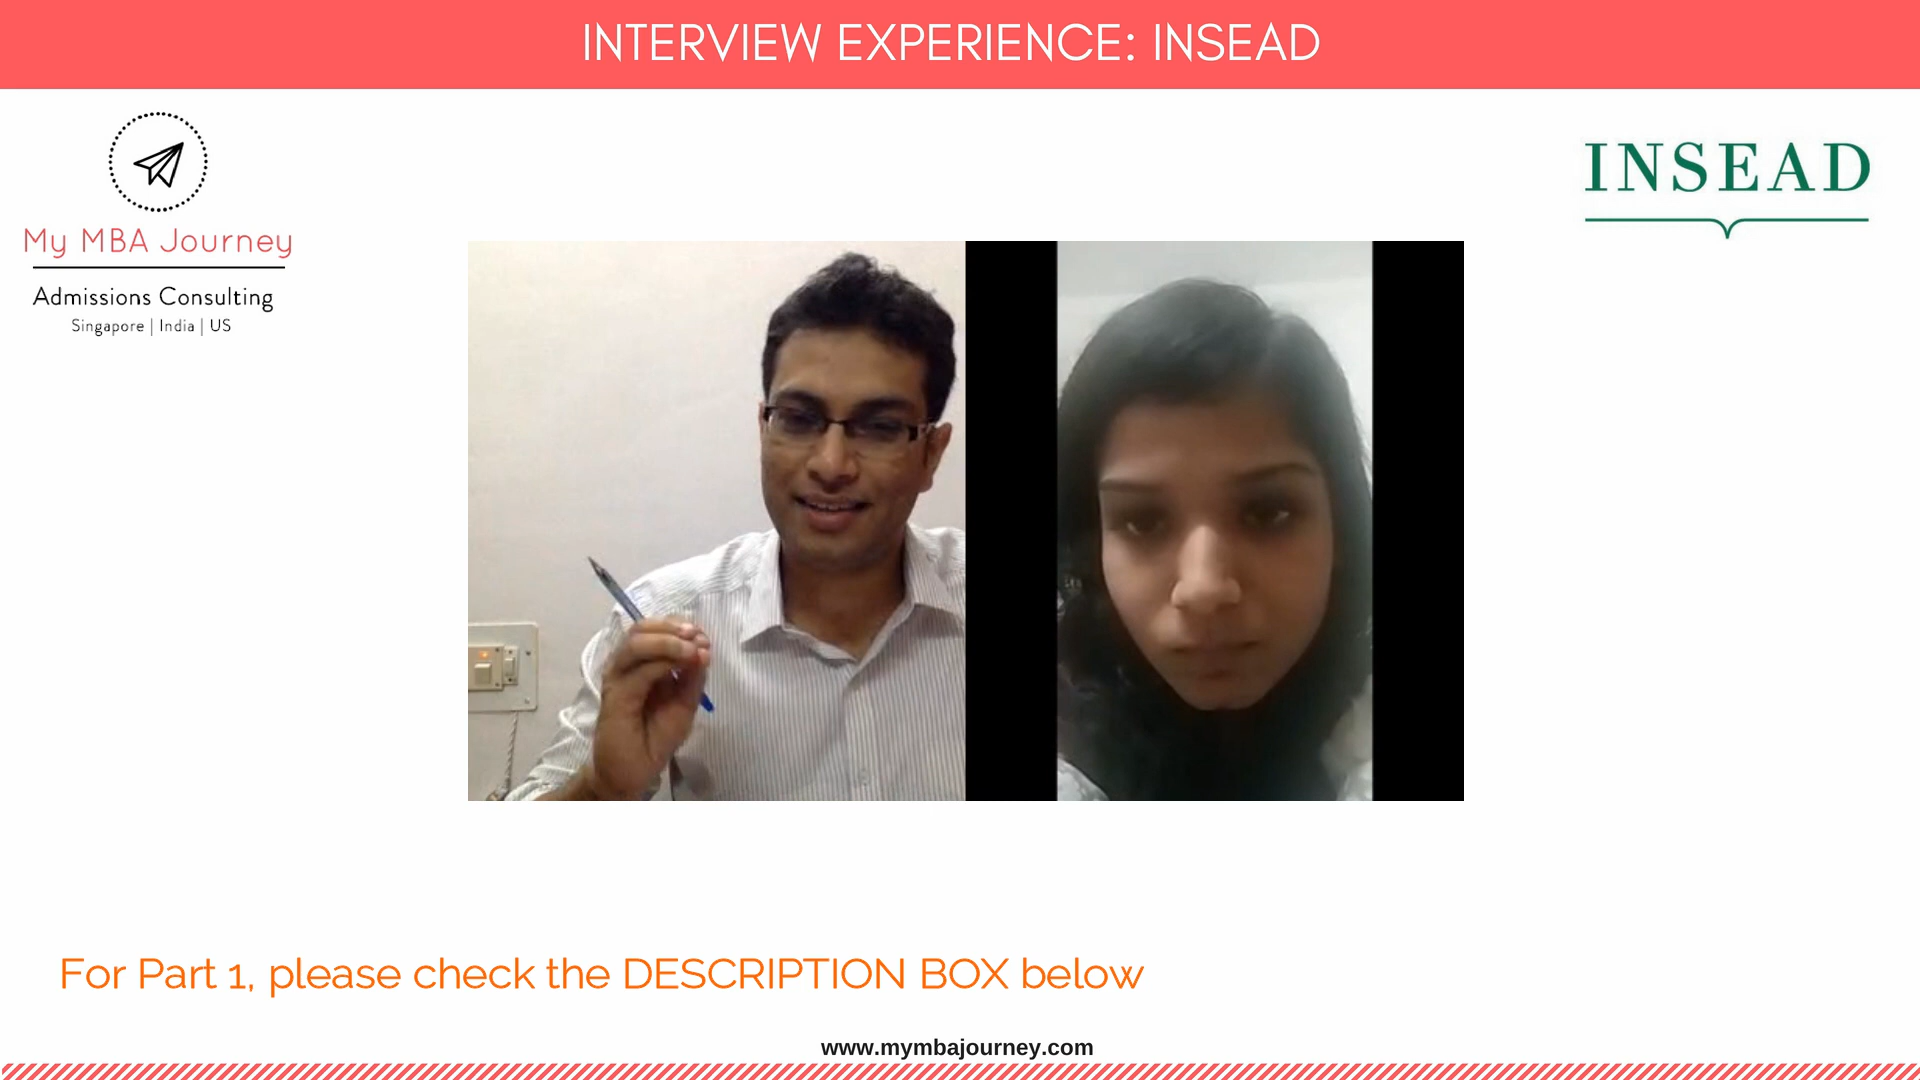 INTERVIEW EXPERIENCE: INSEAD
My MBA Journey
Admissions Consulting
Singapore | India | US
INSEAD
For Part 1, please check the DESCRIPTION BOX below
www.mymbajourney.com